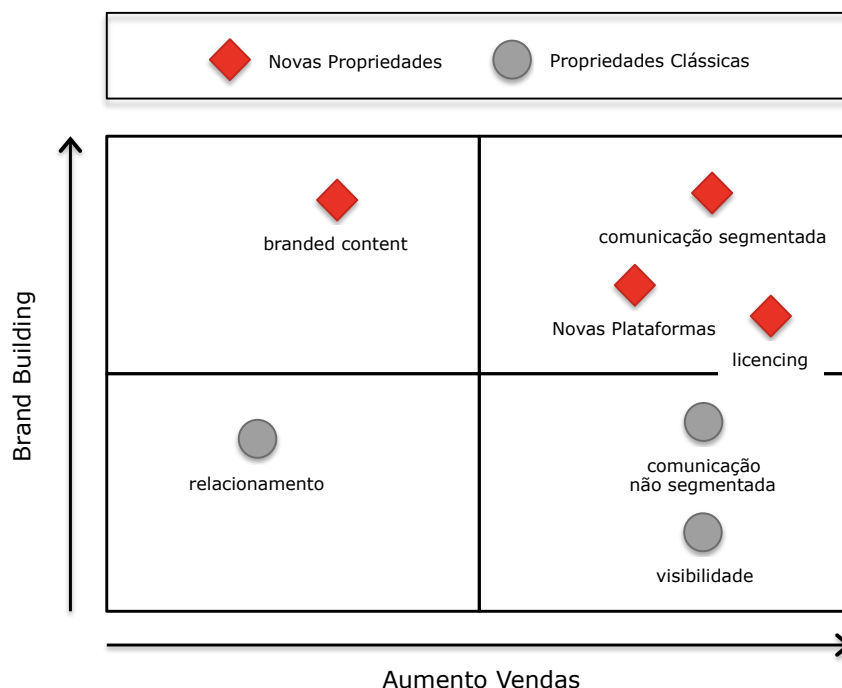 Novas Propriedades
Propriedades Clássicas
Brand Building
branded content
comunicação segmentada
Novas Plataformas
licencing
relacionamento
comunicação
não segmentada
visibilidade
Aumento Vendas